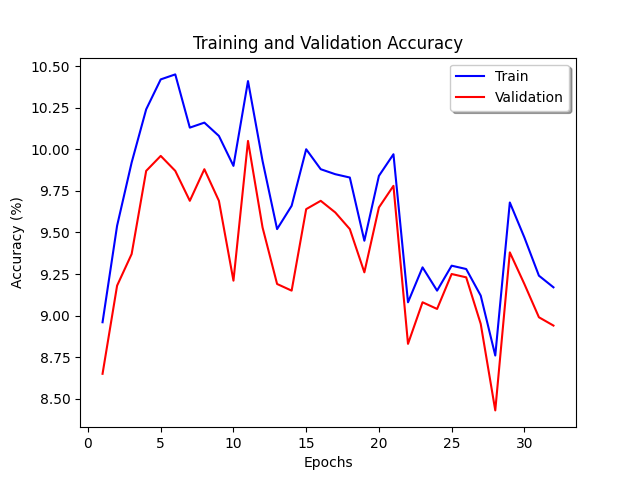 Training and Validation Accuracy
Accuracy (%)
10.50
10.25
10.00
9.75
9.50
9.25
9.00
8.75
8.50
Train
Validation
0 5 10 15 20 25 30
Epochs